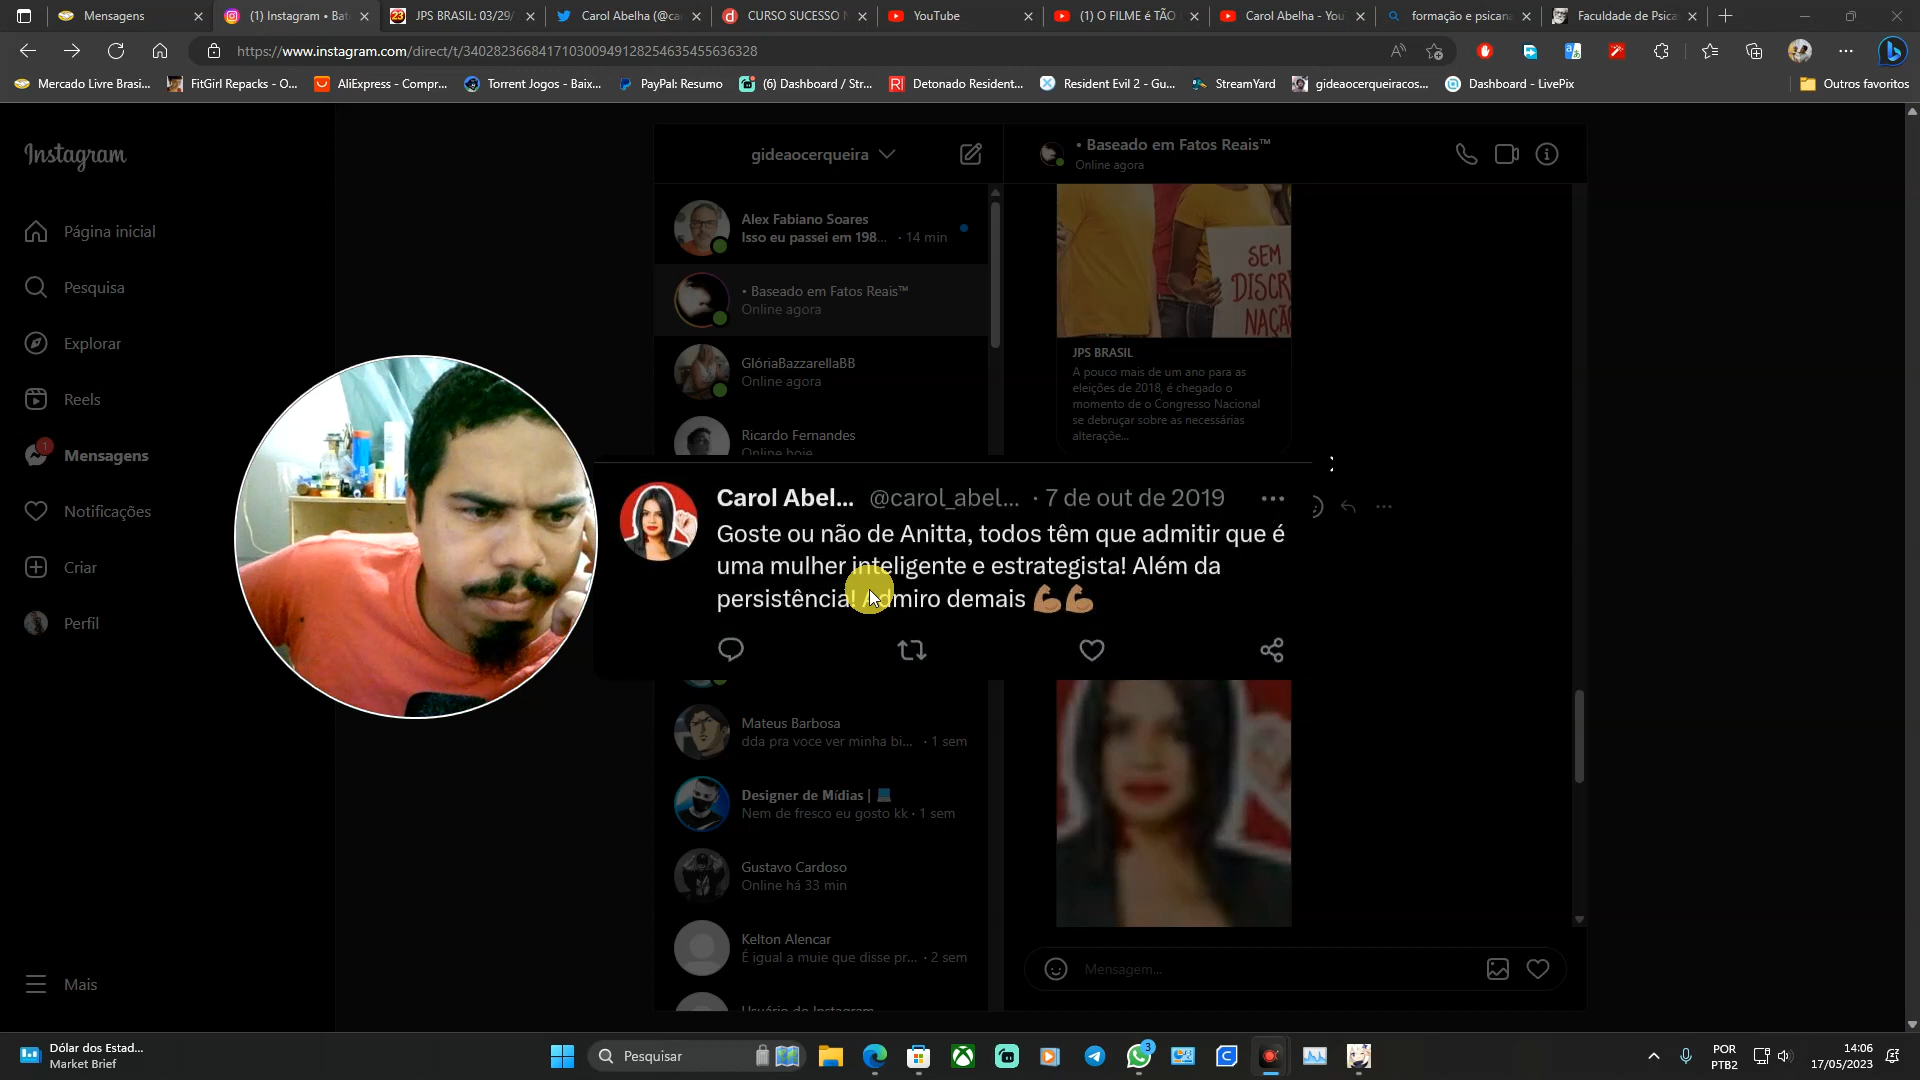 Mensagens
(1) Instagram • Bat
JPS BRASIL: 03/29/
Carol Abelha (@ca
CURSO SUCESSO
YouTube
(1) O FILME é TÃO
Carol Abelha - You
formação e psican
Faculdade de Psica
https://www.instagram.com/direct/t/340282366841710300949128254635455636328
Mercado Livre Brasi...
FitGirl Repacks - O...
AliExpress - Compr...
Torrent Jogos - Baix...
PayPal: Resumo
(6) Dashboard / Str...
Detonado Resident...
Resident Evil 2 - Gu...
StreamYard
gideaocerqueiracos...
Dashboard - LivePix
Outros favoritos
Instagram
Página inicial
Pesquisa
Explorar
Reels
1
Mensagens
Notificações
Criar
Perfil
Mais
gideaocerqueira
Alex Fabiano Soares
Isso eu passei em 198... · 14 min
• Baseado em Fatos Reais™
Online agora
GlóriaBazzarellaBB
Online agora
Ricardo Fernandes
Online hoje
Mateus Barbosa
dda pra voce ver minha bi... · 1 sem
Designer de Mídias |
Nem de fresco eu gosto kk · 1 sem
Gustavo Cardoso
Online há 33 min
Kelton Alencar
É igual a muie que disse pr... · 2 sem
Usuário do Instagram
• Baseado em Fatos Reais™
Online agora
SEM
DISCRI
NAÇÃ
JPS BRASIL
A pouco mais de um ano para as
eleições de 2018, é chegado o
momento de o Congresso Nacional
se debruçar sobre as necessárias
alteraçõe...
Carol Abel... @carol_abel... · 7 de out de 2019
Goste ou não de Anitta, todos têm que admitir que é
uma mulher inteligente e estrategista! Além da
persistência! Admiro demais 💪🏽💪🏽
Mensagem...
Dólar dos Estad...
Market Brief
Pesquisar
3
POR
PTB2
14:06
17/05/2023